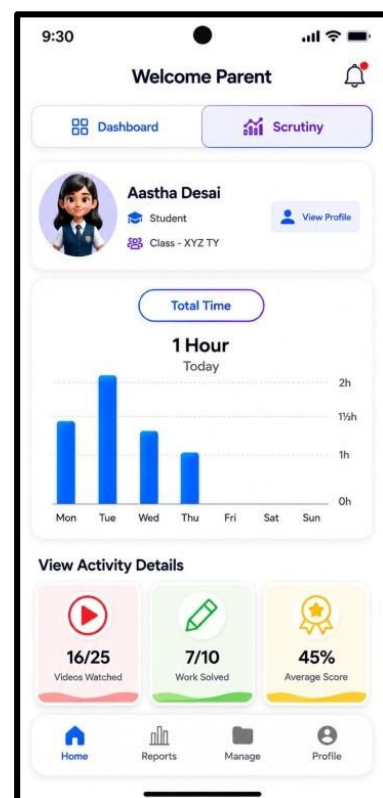 9:30
Welcome Parent
Dashboard
Scrutiny
Aastha Desai
Student
Class - XYZ TY
View Profile
Total Time
1 Hour
Today
2h
1½h
1h
0h
Mon Tue Wed Thu Fri Sat Sun
View Activity Details
16/25
Videos Watched
7/10
Work Solved
45%
Average Score
Home Reports Manage Profile